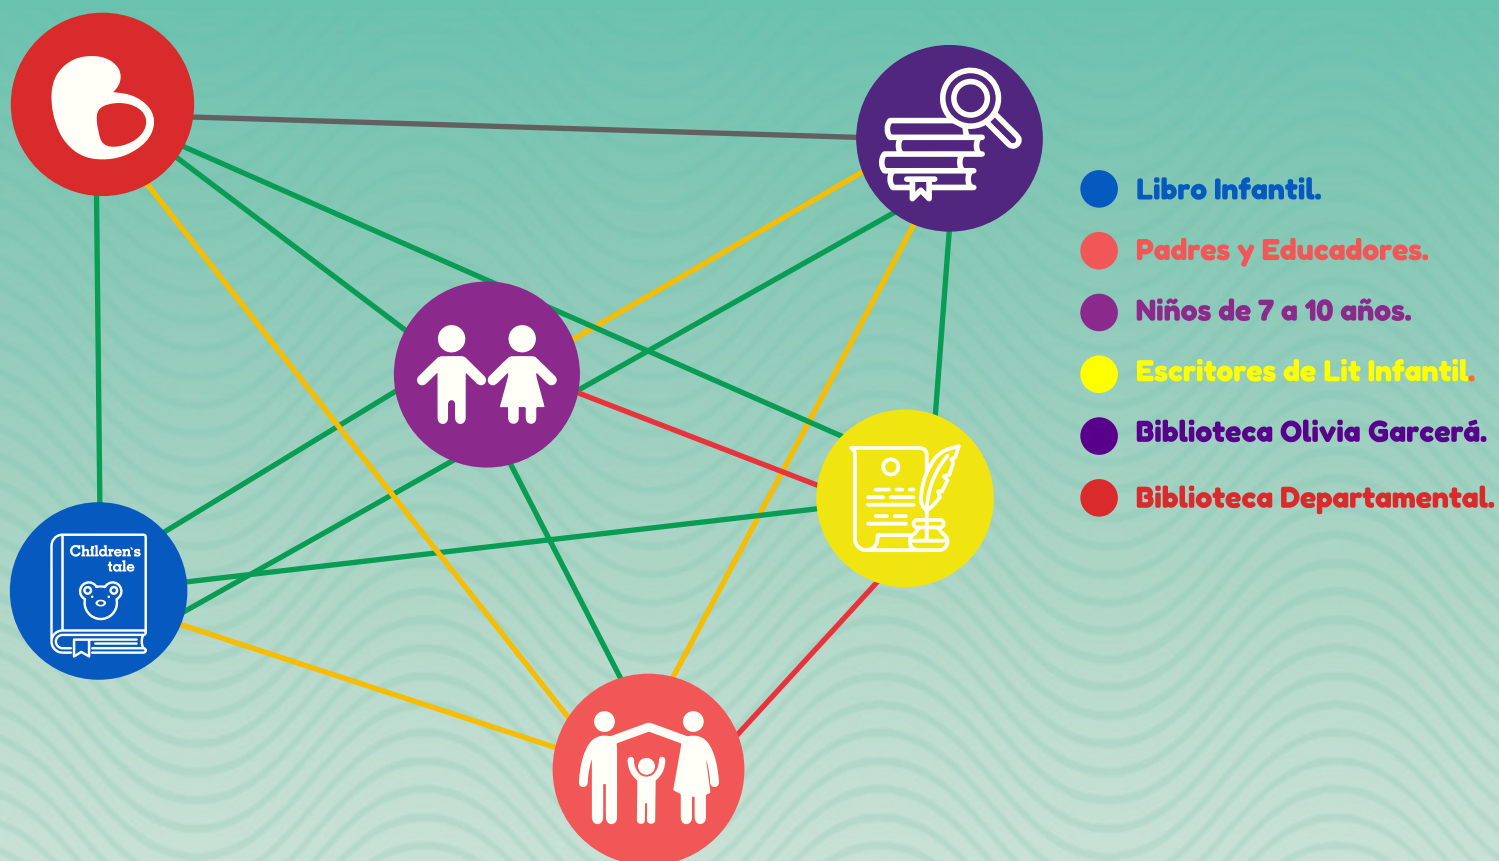 Libro Infantil.
Padres y Educadores.
Niños de 7 a 10 años.
Escritores de Lit Infantil.
Biblioteca Olivia Garcerá.
Biblioteca Departamental.
Children's
tale